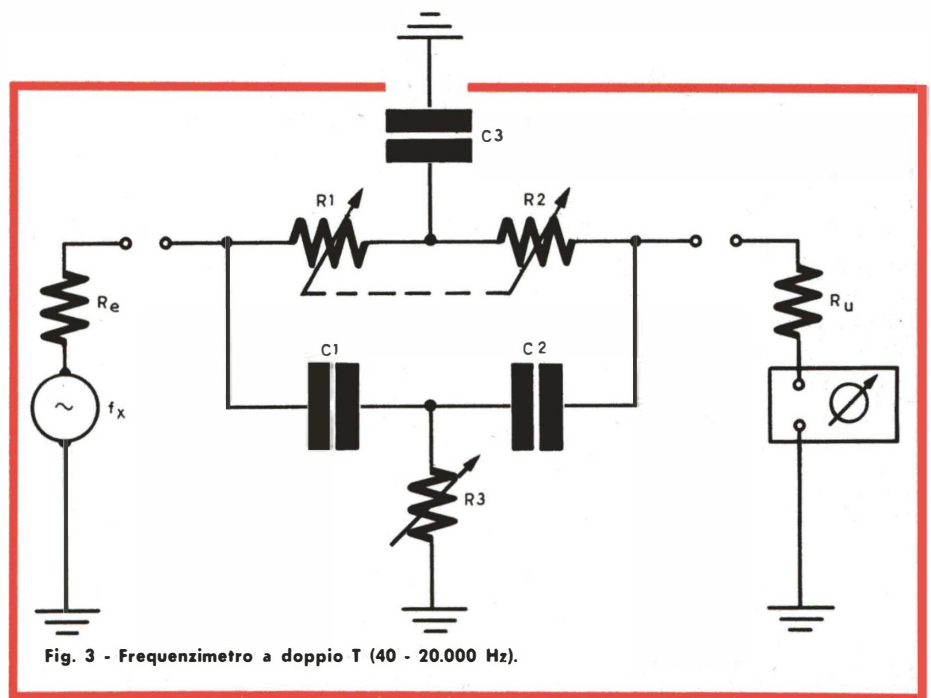 C3
R1
R2
Re
Ru
C1
C2
~
fx
R3
Fig. 3 - Frequenzimetro a doppio T (40 - 20.000 Hz).